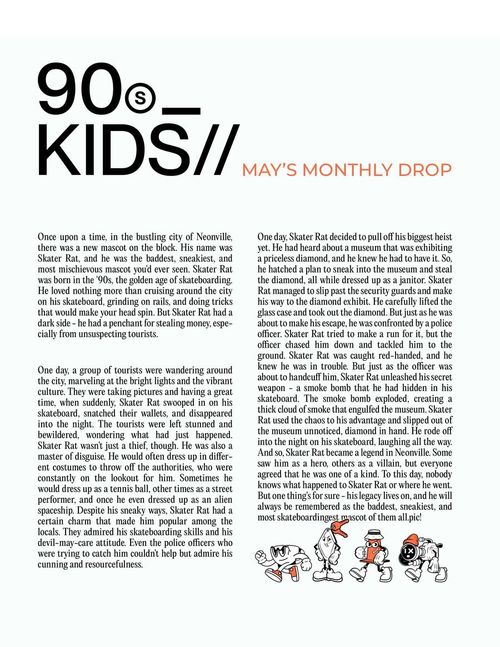 90s_
KIDS//
MAY'S MONTHLY DROP
Once upon a time, in the bustling city of Neonville,
there was a new mascot on the block. His name was
Skater Rat, and he was the baddest, sneakiest, and
most mischievous mascot you'd ever seen. Skater Rat
was born in the '90s, the golden age of skateboarding.
He loved nothing more than cruising around the city
on his skateboard, grinding on rails, and doing tricks
that would make your head spin. But Skater Rat had a
dark side – he had a penchant for stealing money, espe-
cially from unsuspecting tourists.
One day, a group of tourists were wandering around
the city, marveling at the bright lights and the vibrant
culture. They were taking pictures and having a great
time, when suddenly, Skater Rat swooped in on his
skateboard, snatched their wallets, and disappeared
into the night. The tourists were left stunned and
bewildered, wondering what had just happened.
Skater Rat wasn't just a thief, though. He was also a
master of disguise. He would often dress up in differ-
ent costumes to throw off the authorities, who were
constantly on the lookout for him. Sometimes he
would dress up as a tennis ball, other times as a street
performer, and once he even dressed up as an alien
spaceship. Despite his sneaky ways, Skater Rat had a
certain charm that made him popular among the
locals. They admired his skateboarding skills and his
devil-may-care attitude. Even the police officers who
were trying to catch him couldn't help but admire his
cunning and resourcefulness.
One day, Skater Rat decided to pull off his biggest heist
yet. He had heard about a museum that was exhibiting
a priceless diamond, and he knew he had to have it. So,
he hatched a plan to sneak into the museum and steal
the diamond, all while dressed up as a janitor. Skater
Rat managed to slip past the security guards and make
his way to the diamond exhibit. He carefully lifted the
glass case and took out the diamond. But just as he was
about to make his escape, he was confronted by a police
officer. Skater Rat tried to make a run for it, but the
officer chased him down and tackled him to the
ground. Skater Rat was caught red-handed, and he
knew he was in trouble. But just as the officer was
about to handcuff him, Skater Rat unleashed his secret
weapon – a smoke bomb that he had hidden in his
skateboard. The smoke bomb exploded, creating a
thick cloud of smoke that engulfed the museum. Skater
Rat used the chaos to his advantage and slipped out of
the museum unnoticed, diamond in hand. He rode off
into the night on his skateboard, laughing all the way.
And so, Skater Rat became a legend in Neonville. Some
saw him as a hero, others as a villain, but everyone
agreed that he was one of a kind. To this day, nobody
knows what happened to Skater Rat or where he went.
But one thing's for sure – his legacy lives on, and he will
always be remembered as the baddest, sneakiest, and
most skateboardingest mascot of them all.pic!